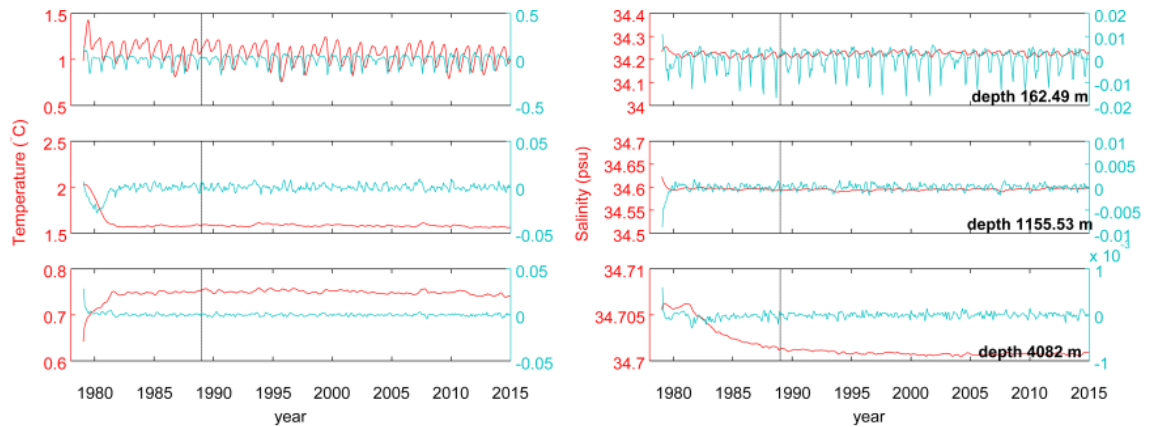 1.5 0.5 34.4 0.02
34.3 0.01
1 0 34.2 0
34.1 -0.01
0.5 -0.5 34 depth 162.49 m -0.02
Temperature (°C)
2.5 0.05 34.7 0.01
34.65 0.005
2 0 34.6 0
34.55 -0.005
1.5 -0.05 34.5 depth 1155.53 m -0.01
Salinity (psu)
x 10⁻³
0.8 0.05 34.71 1
0.7 0 34.705 0
0.6 -0.05 34.7 depth 4082 m -1
1980 1985 1990 1995 2000 2005 2010 2015 1980 1985 1990 1995 2000 2005 2010 2015
year year